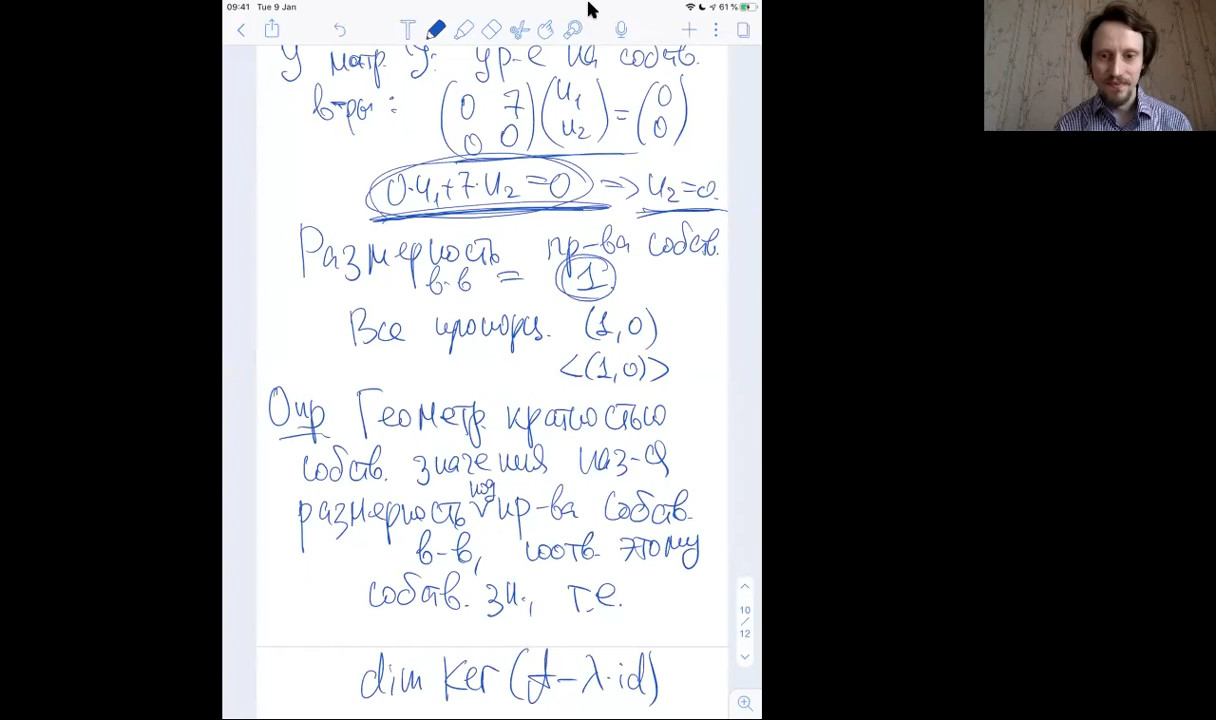 09:41 Tue 9 Jan
61 %
У матр. У: ур-е на собств.
в-ры:
(0 7
0 0) (u₁
u₂) = (0
0)
0·u₁+7·u₂=0 => u₂=0.
Размерность пр-ва собств.
в-в = 1.
Все пропорц. (1,0)
<(1,0)>
Опр Геометр. кратностью
собств. значения наз-ся
размерность под пр-ва собств.
в-в, соотв. этому
собств. зн., т.е.
dim Ker (A-λ·id)
10
/
12